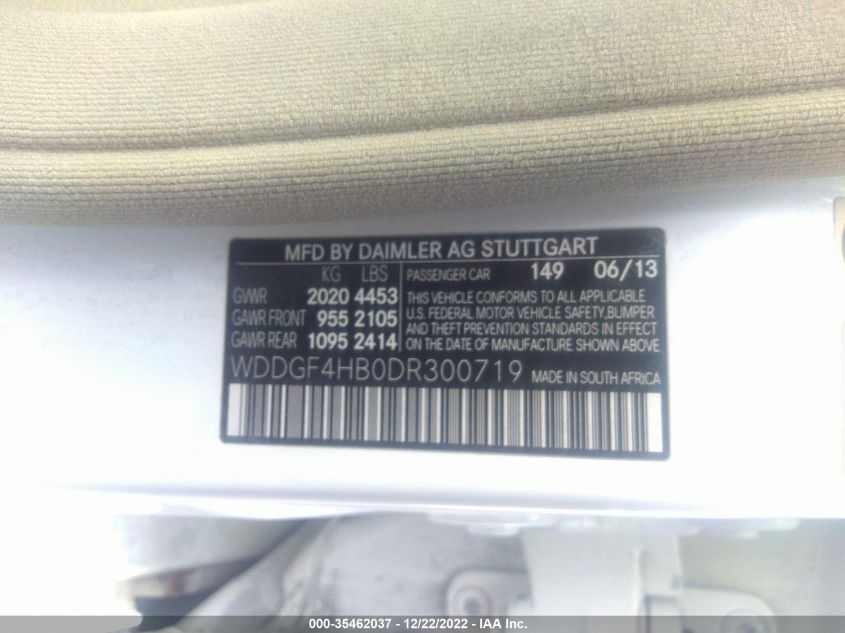 MFD BY DAIMLER AG STUTTGART
KG LBS
GVWR 2020 4453
GAWR FRONT 955 2105
GAWR REAR 1095 2414
PASSENGER CAR 149 06/13
THIS VEHICLE CONFORMS TO ALL APPLICABLE
U.S. FEDERAL MOTOR VEHICLE SAFETY, BUMPER
AND THEFT PREVENTION STANDARDS IN EFFECT
ON THE DATE OF MANUFACTURE SHOWN ABOVE
WDDGF4HB0DR300719 MADE IN SOUTH AFRICA
000-35462037 - 12/22/2022 - IAA Inc.